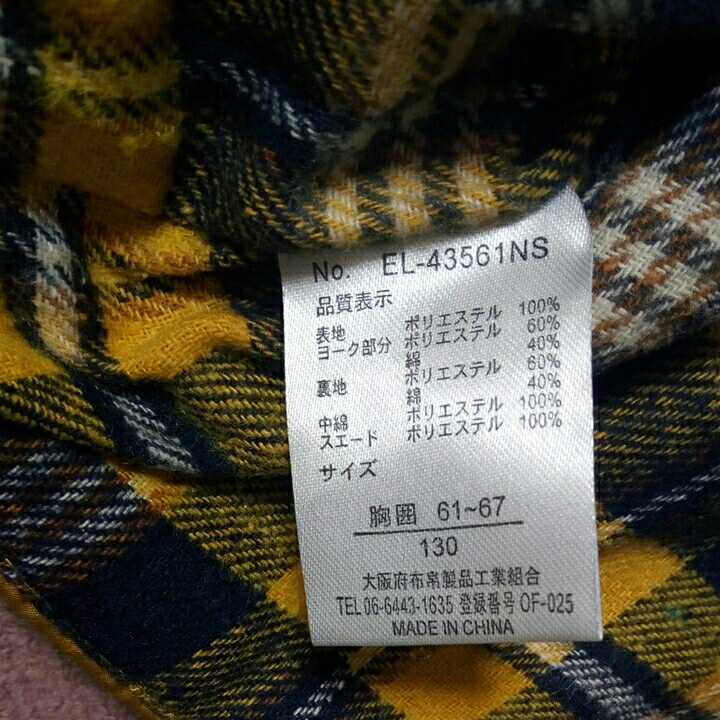 No. EL-43561NS
品質表示
表地 ポリエステル 100%
ヨーク部分 ポリエステル 60%
綿 40%
裏地 ポリエステル 60%
綿 40%
中綿 ポリエステル 100%
スエード ポリエステル 100%
サイズ
胸囲 61~67
130
大阪府布帛製品工業組合
TEL 06-6443-1635 登録番号 OF-025
MADE IN CHINA